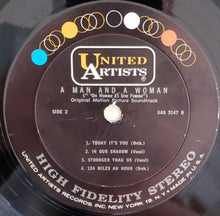 UNITED
ARTISTS
A MAN AND A WOMAN
("Un Homme Et Une Femme")
Original Motion Picture Soundtrack
SIDE 2
UAS 5147 B
1. TODAY IT'S YOU (Orch.)
2. IN OUR SHADOW (Vocal)
3. STRONGER THAN US (Vocal)
4. 124 MILES AN HOUR (Orch.)
HIGH FIDELITY STEREO
UNITED ARTISTS RECORDS, INC. NEW YORK 19, N.Y. MADE IN U.S.A.